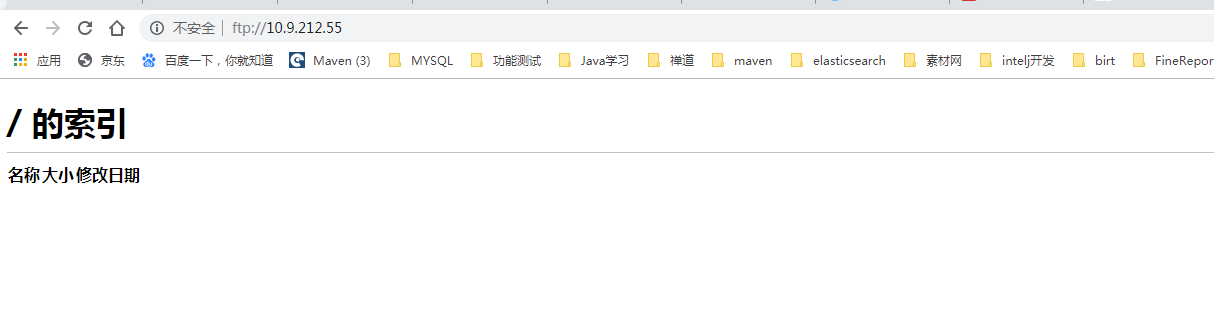 不安全 ftp://10.9.212.55
应用 京东 百度一下，你就知道 Maven (3) MYSQL 功能测试 Java学习 禅道 maven elasticsearch 素材网 intelj开发 birt FineRepor
/ 的索引
名称 大小 修改日期